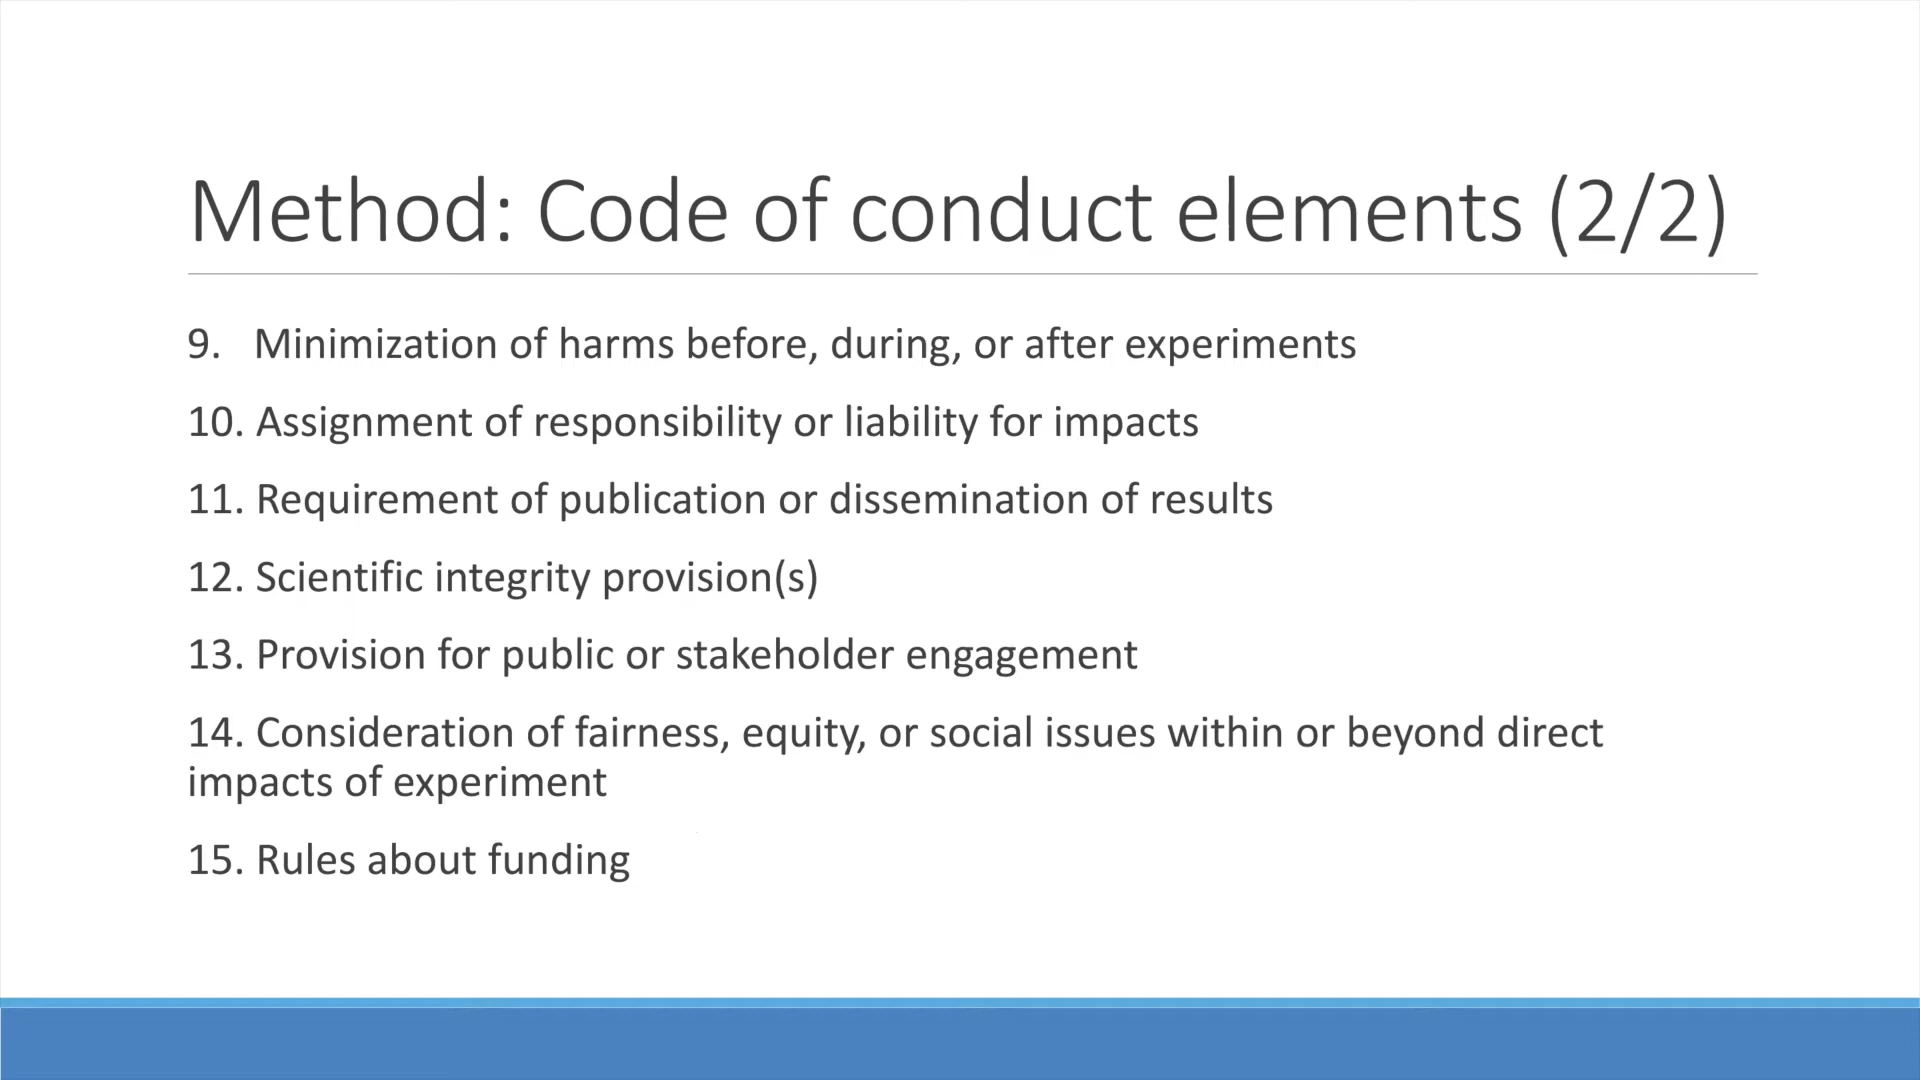 Method: Code of conduct elements (2/2)
9. Minimization of harms before, during, or after experiments
10. Assignment of responsibility or liability for impacts
11. Requirement of publication or dissemination of results
12. Scientific integrity provision(s)
13. Provision for public or stakeholder engagement
14. Consideration of fairness, equity, or social issues within or beyond direct
impacts of experiment
15. Rules about funding